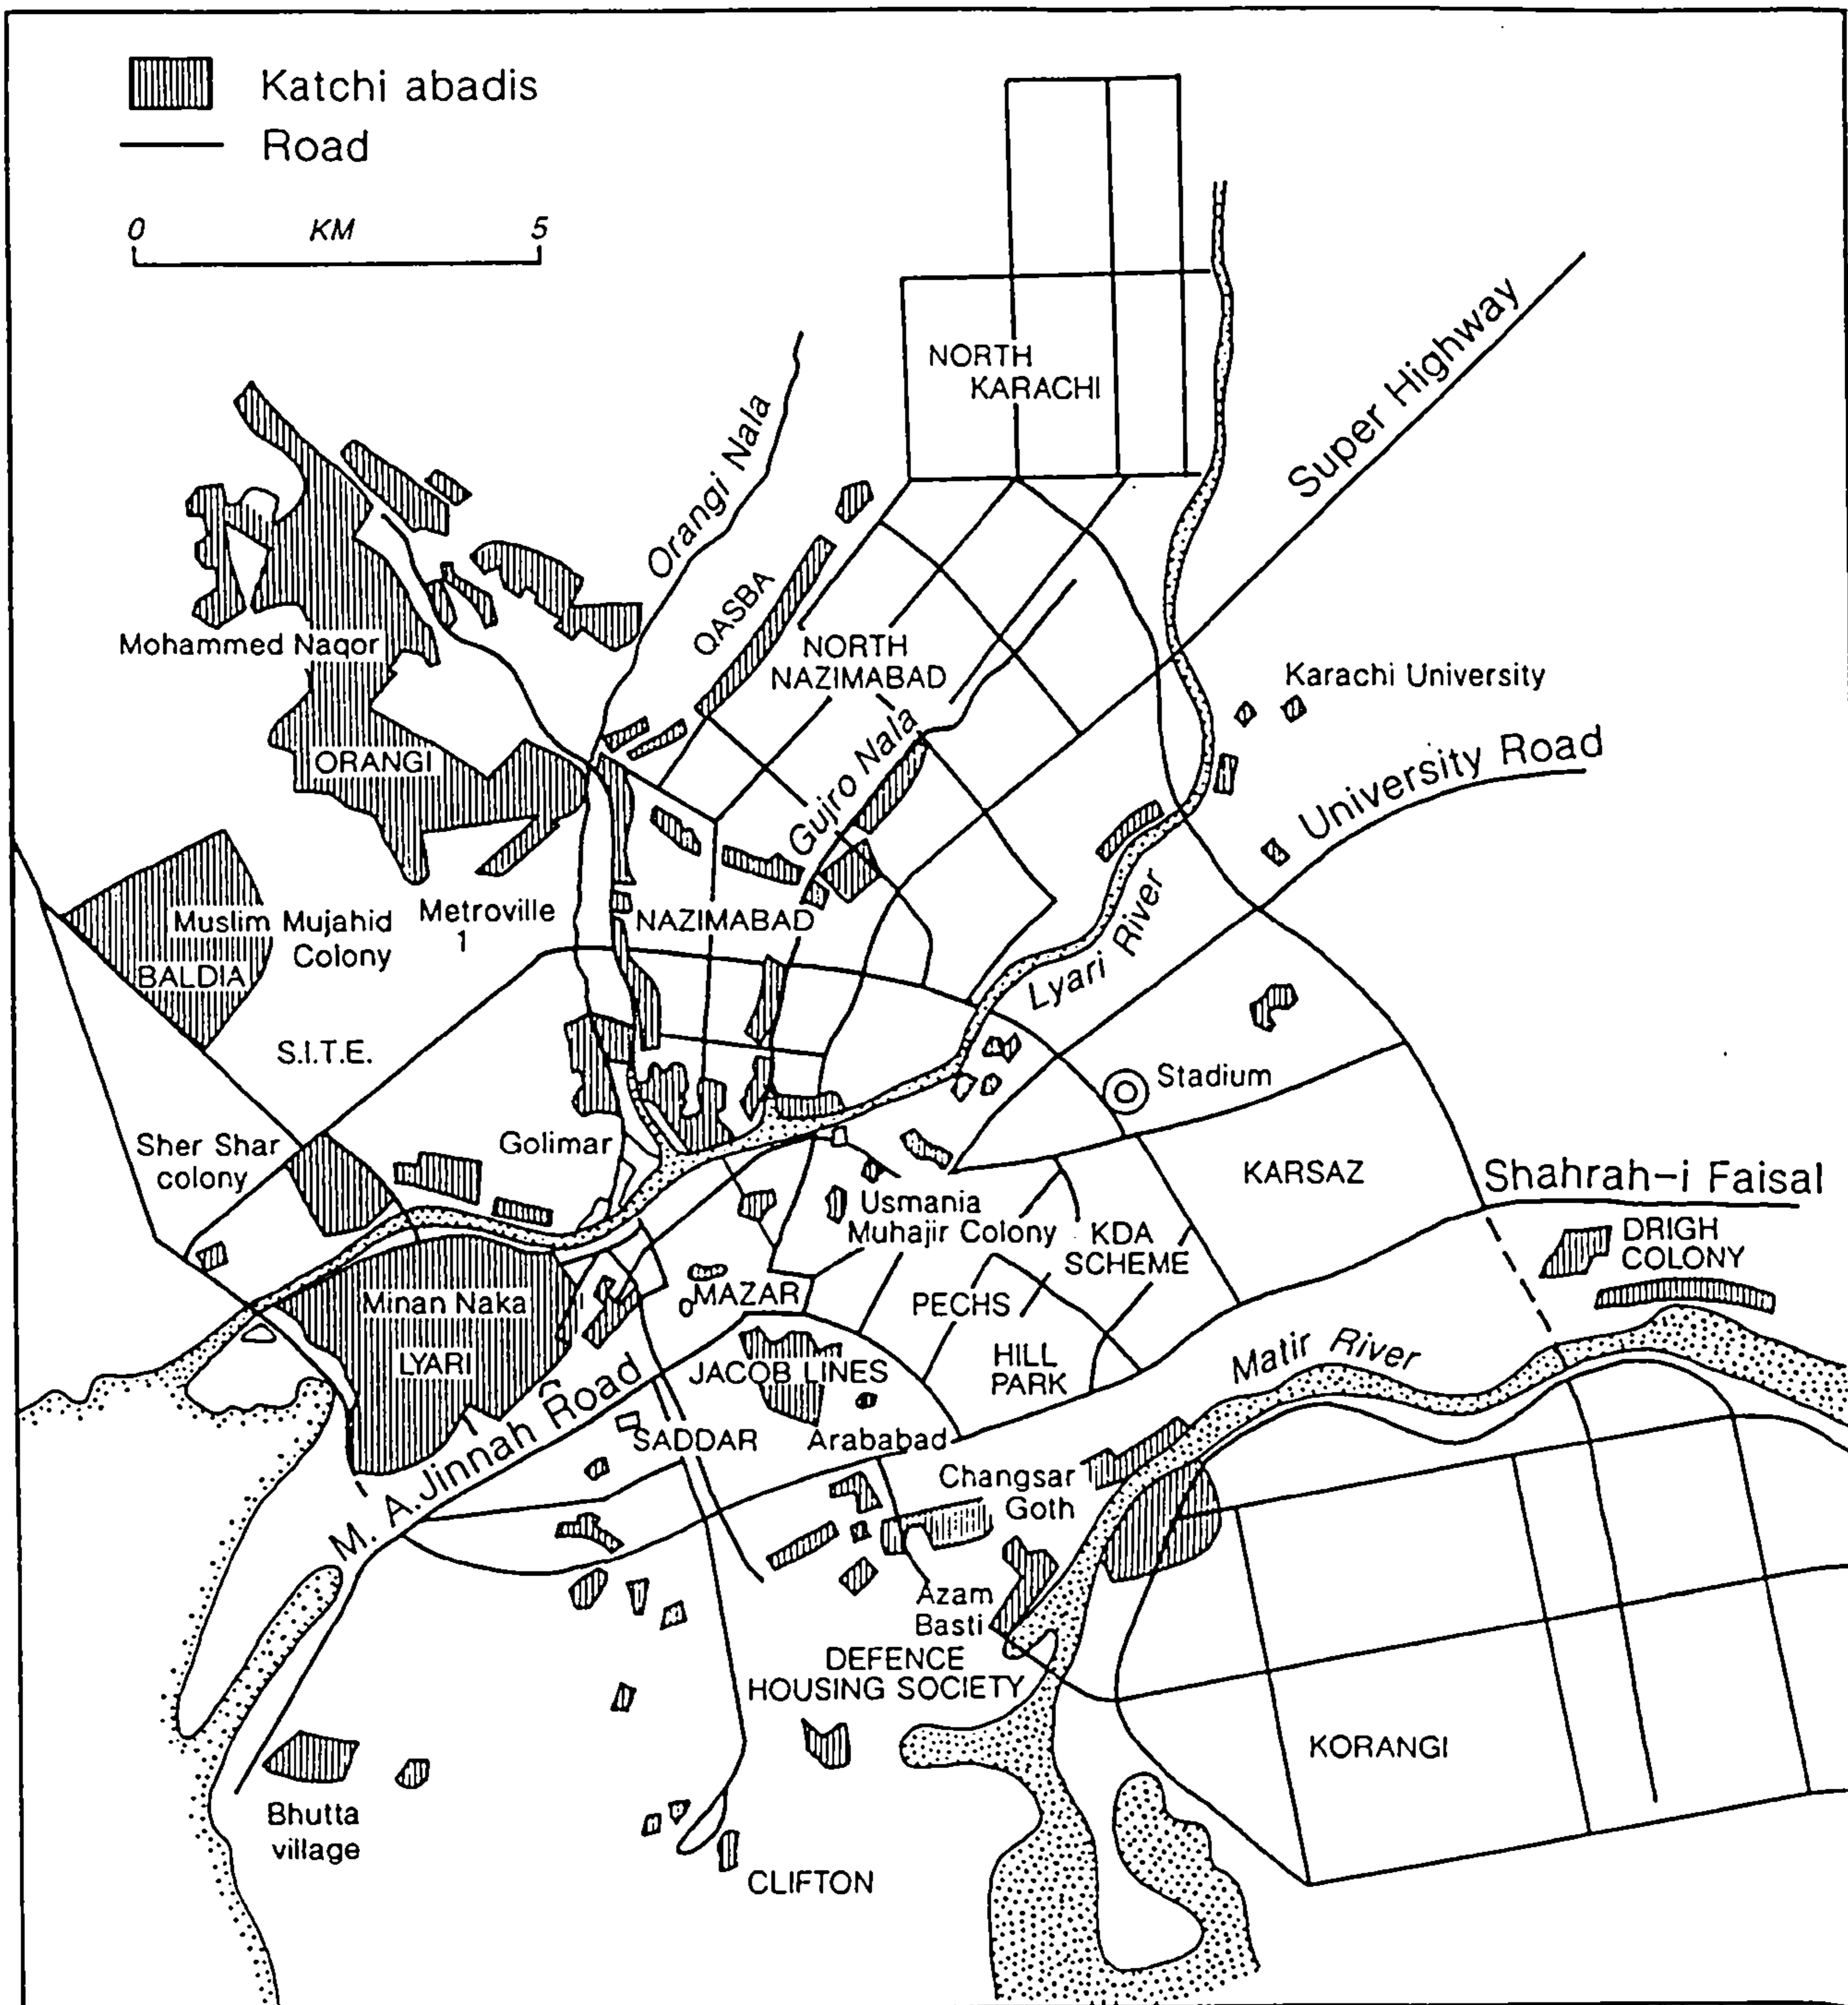 Katchi abadis
Road
0 KM 5
NORTH
KARACHI
Super Highway
Orangi Nala
QASBA
NORTH
NAZIMABAD
Mohammed Naqor
Karachi University
University Road
ORANGI
Gujro Nala
Muslim Mujahid
Colony
Metroville
1
NAZIMABAD
BALDIA
Lyari River
S.I.T.E.
Stadium
Sher Shar
colony
Golimar
KARSAZ
Shahrah-i Faisal
Usmania
Muhajir Colony
KDA
SCHEME
DRIGH
COLONY
Minan Naka
MAZAR
PECHS
LYARI
JACOB LINES
HILL
PARK
Matir River
M. A. Jinnah Road
SADDAR
Arababad
Changsar
Goth
Azam
Basti
DEFENCE
HOUSING SOCIETY
KORANGI
Bhutta
village
CLIFTON